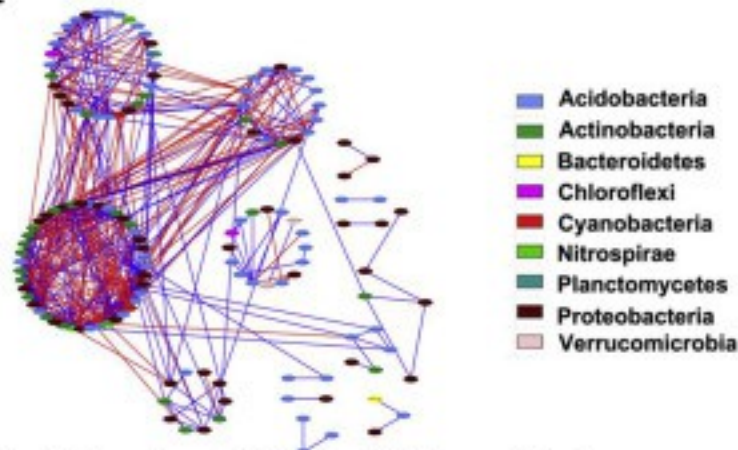 Acidobacteria
Actinobacteria
Bacteroidetes
Chloroflexi
Cyanobacteria
Nitrospirae
Planctomycetes
Proteobacteria
Verrucomicrobia